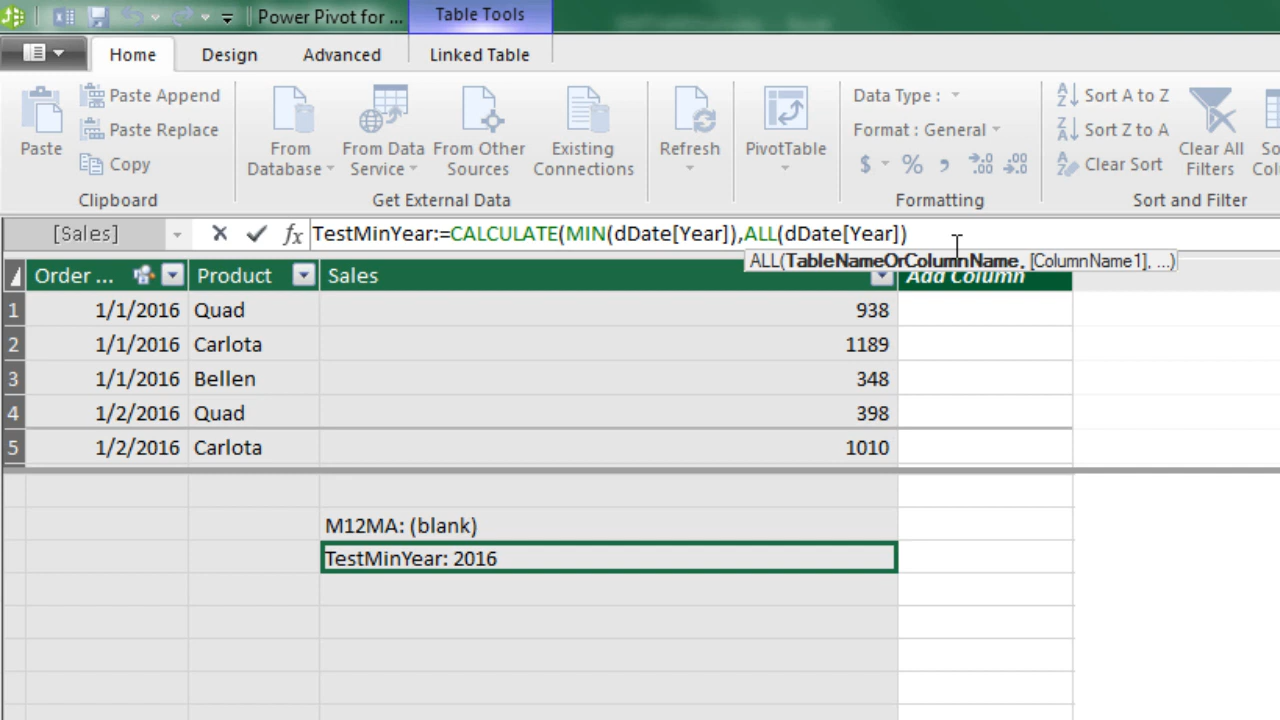 Power Pivot for ... Table Tools
Home Design Advanced Linked Table
Paste Append
Paste Replace
Copy
Paste
Clipboard
From Database
From Data Service
From Other Sources
Existing Connections
Get External Data
Refresh
PivotTable
Data Type :
Format : General
$ % , .00 .00
Formatting
Sort A to Z
Sort Z to A
Clear Sort
Clear All Filters
Sort and Filter
[Sales] fx TestMinYear:=CALCULATE(MIN(dDate[Year]),ALL(dDate[Year])
ALL(TableNameOrColumnName, [ColumnName1], ...)
Order ... Product Sales Add Column
1 1/1/2016 Quad 938
2 1/1/2016 Carlota 1189
3 1/1/2016 Bellen 348
4 1/2/2016 Quad 398
5 1/2/2016 Carlota 1010
M12MA: (blank)
TestMinYear: 2016